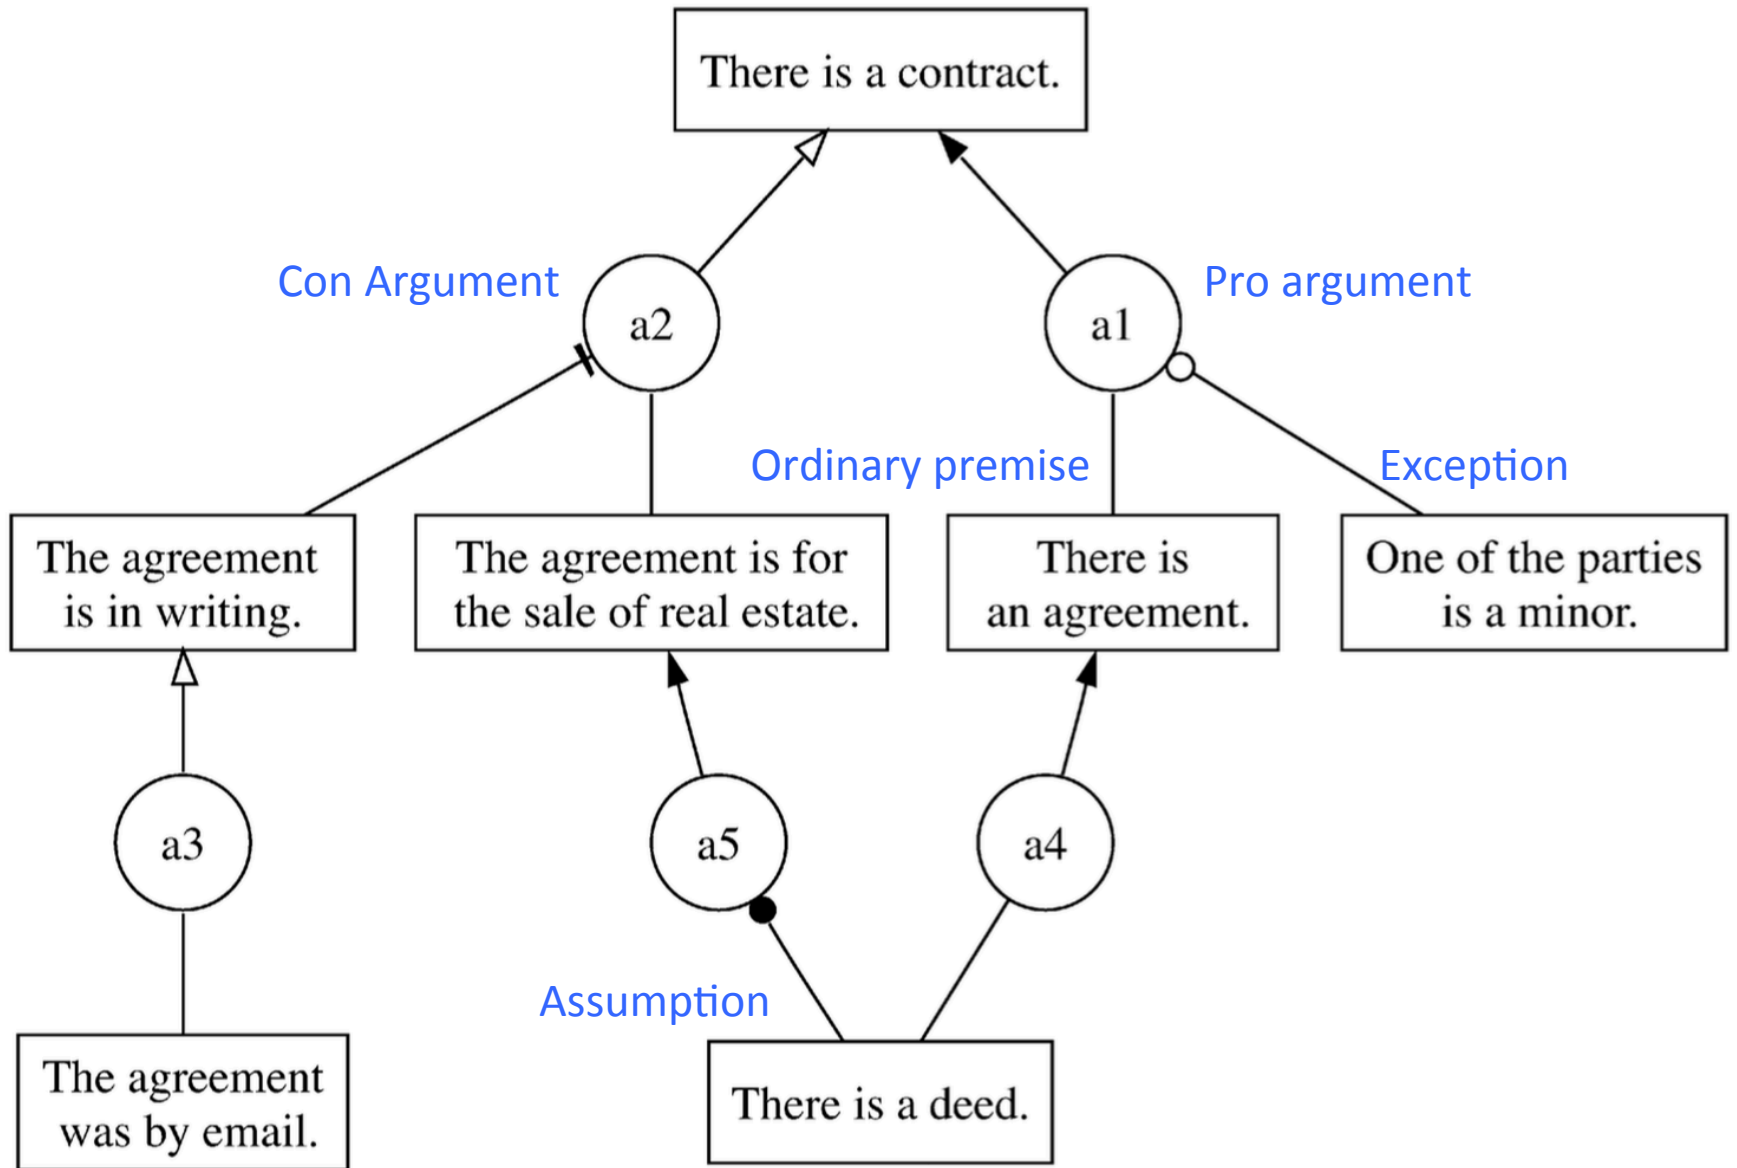 There is a contract.
Con Argument
a2
a1
Pro argument
Ordinary premise
Exception
The agreement
is in writing.
The agreement is for
the sale of real estate.
There is
an agreement.
One of the parties
is a minor.
a3
a5
a4
Assumption
The agreement
was by email.
There is a deed.